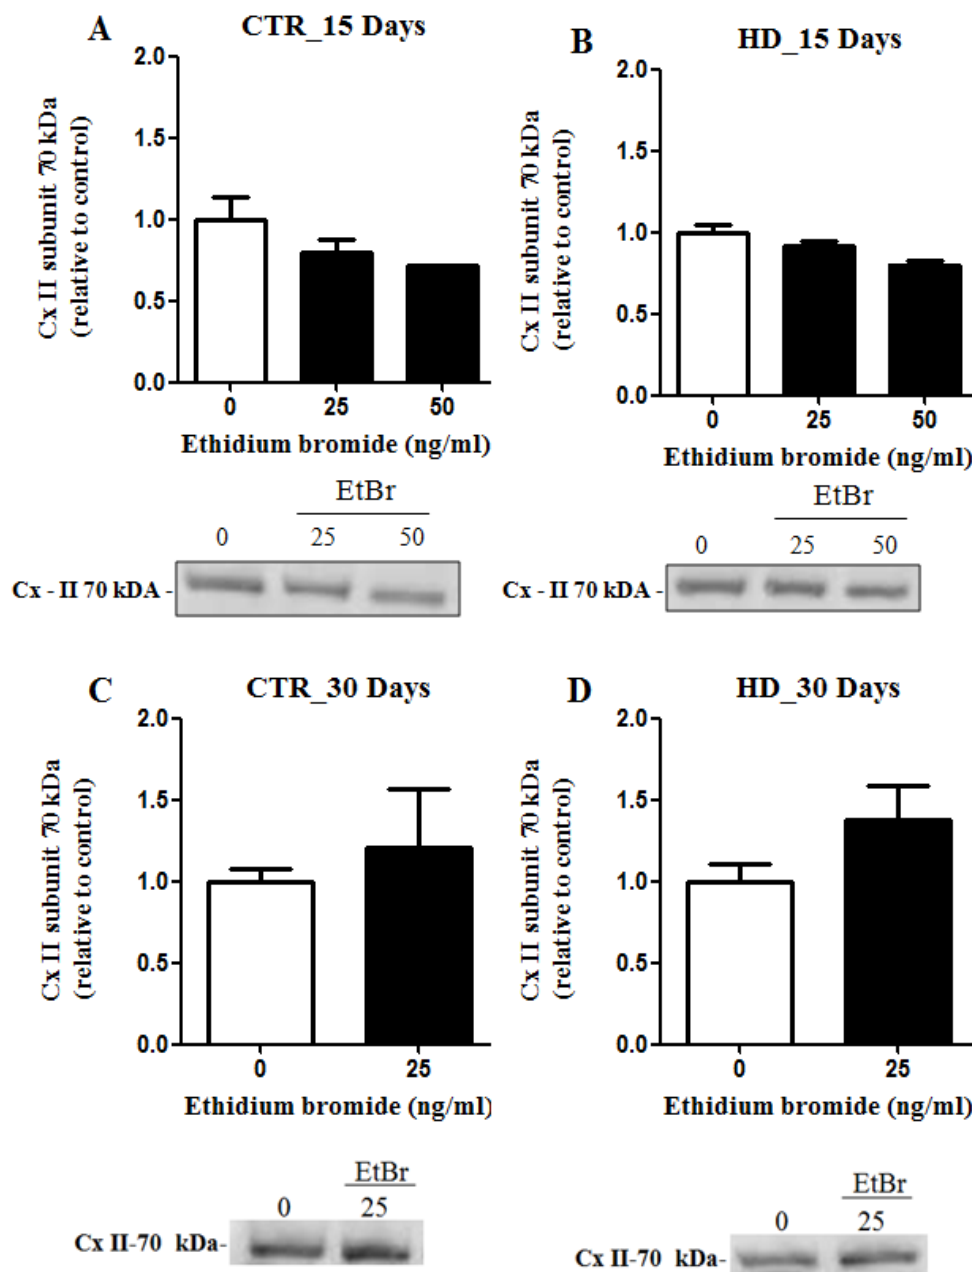 A
CTR_15 Days
Cx II subunit 70 kDa
(relative to control)
2.0
1.5
1.0
0.5
0.0
0 25 50
Ethidium bromide (ng/ml)
EtBr
0 25 50
Cx - II 70 kDA -
B
HD_15 Days
Cx II subunit 70 kDa
(relative to control)
2.0
1.5
1.0
0.5
0.0
0 25 50
Ethidium bromide (ng/ml)
EtBr
0 25 50
Cx - II 70 kDA -
C
CTR_30 Days
Cx II subunit 70 kDa
(relative to control)
2.0
1.5
1.0
0.5
0.0
0 25
Ethidium bromide (ng/ml)
EtBr
0 25
Cx II-70 kDa-
D
HD_30 Days
Cx II subunit 70 kDa
(relative to control)
2.0
1.5
1.0
0.5
0.0
0 25
Ethidium bromide (ng/ml)
EtBr
0 25
Cx II-70 kDa-